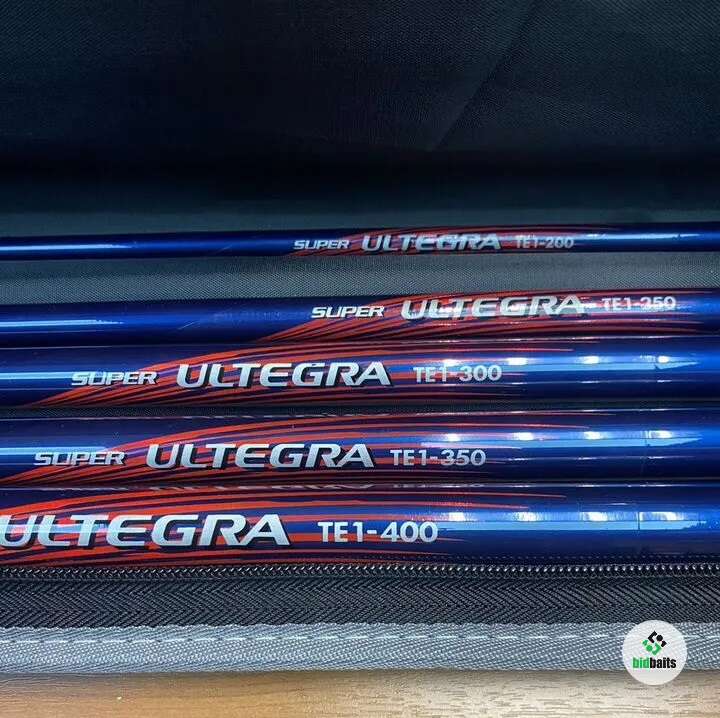 SUPER ULTEGRA TE1-200
SUPER ULTEGRA TE1-350
SUPER ULTEGRA TE1-300
SUPER ULTEGRA TE1-350
ULTEGRA TE1-400
bidbaits